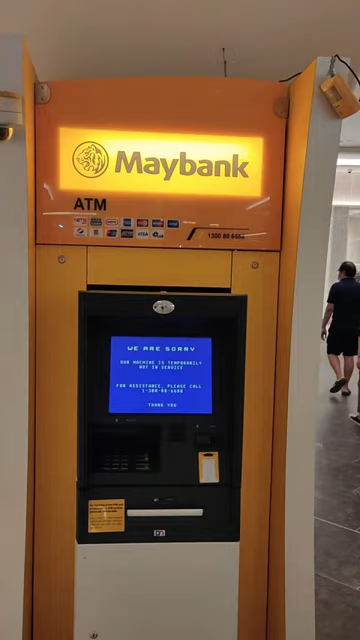 Maybank
ATM
VISA
1300 88 6688
WE ARE SORRY
OUR MACHINE IS TEMPORARILY
NOT IN SERVICE
FOR ASSISTANCE, PLEASE CALL
1-300-88-6688
THANK YOU